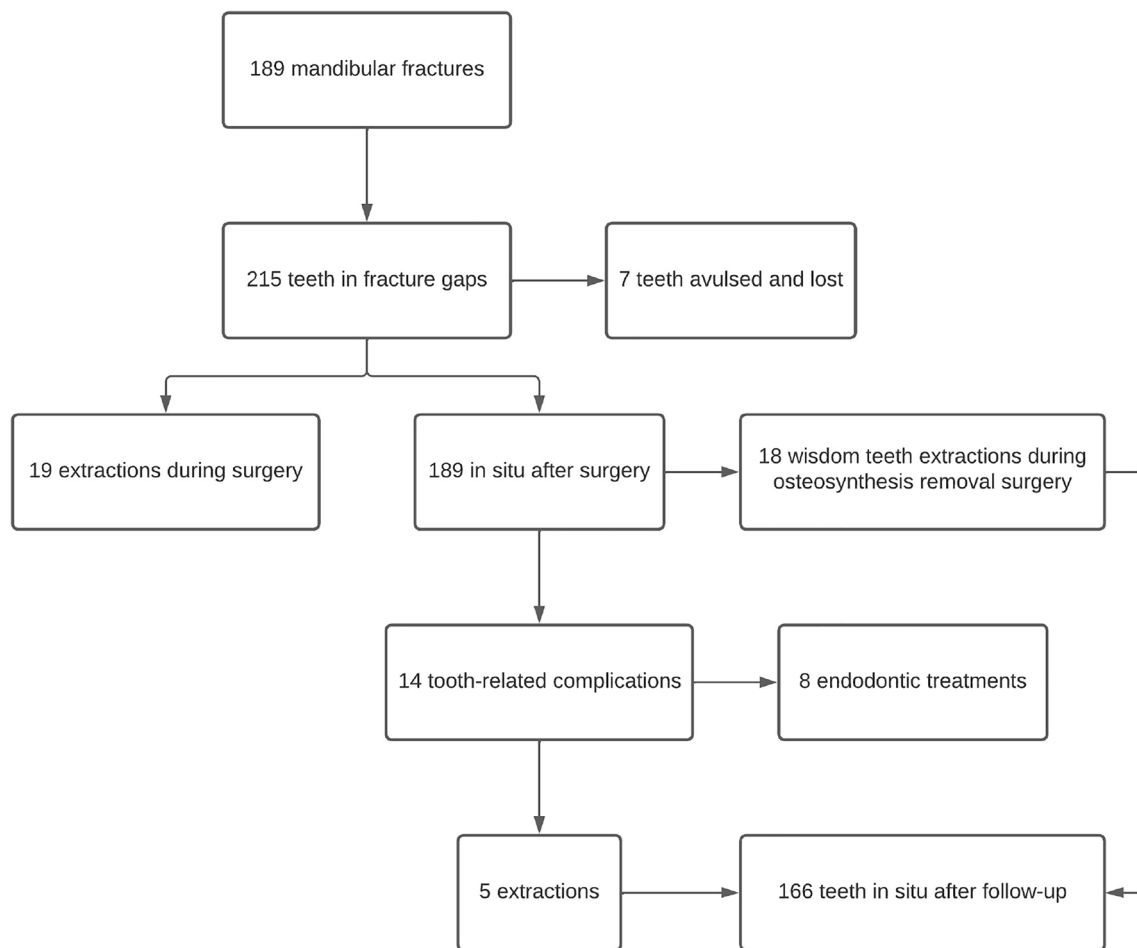 189 mandibular fractures
215 teeth in fracture gaps
7 teeth avulsed and lost
19 extractions during surgery
189 in situ after surgery
18 wisdom teeth extractions during
osteosynthesis removal surgery
14 tooth-related complications
8 endodontic treatments
5 extractions
166 teeth in situ after follow-up